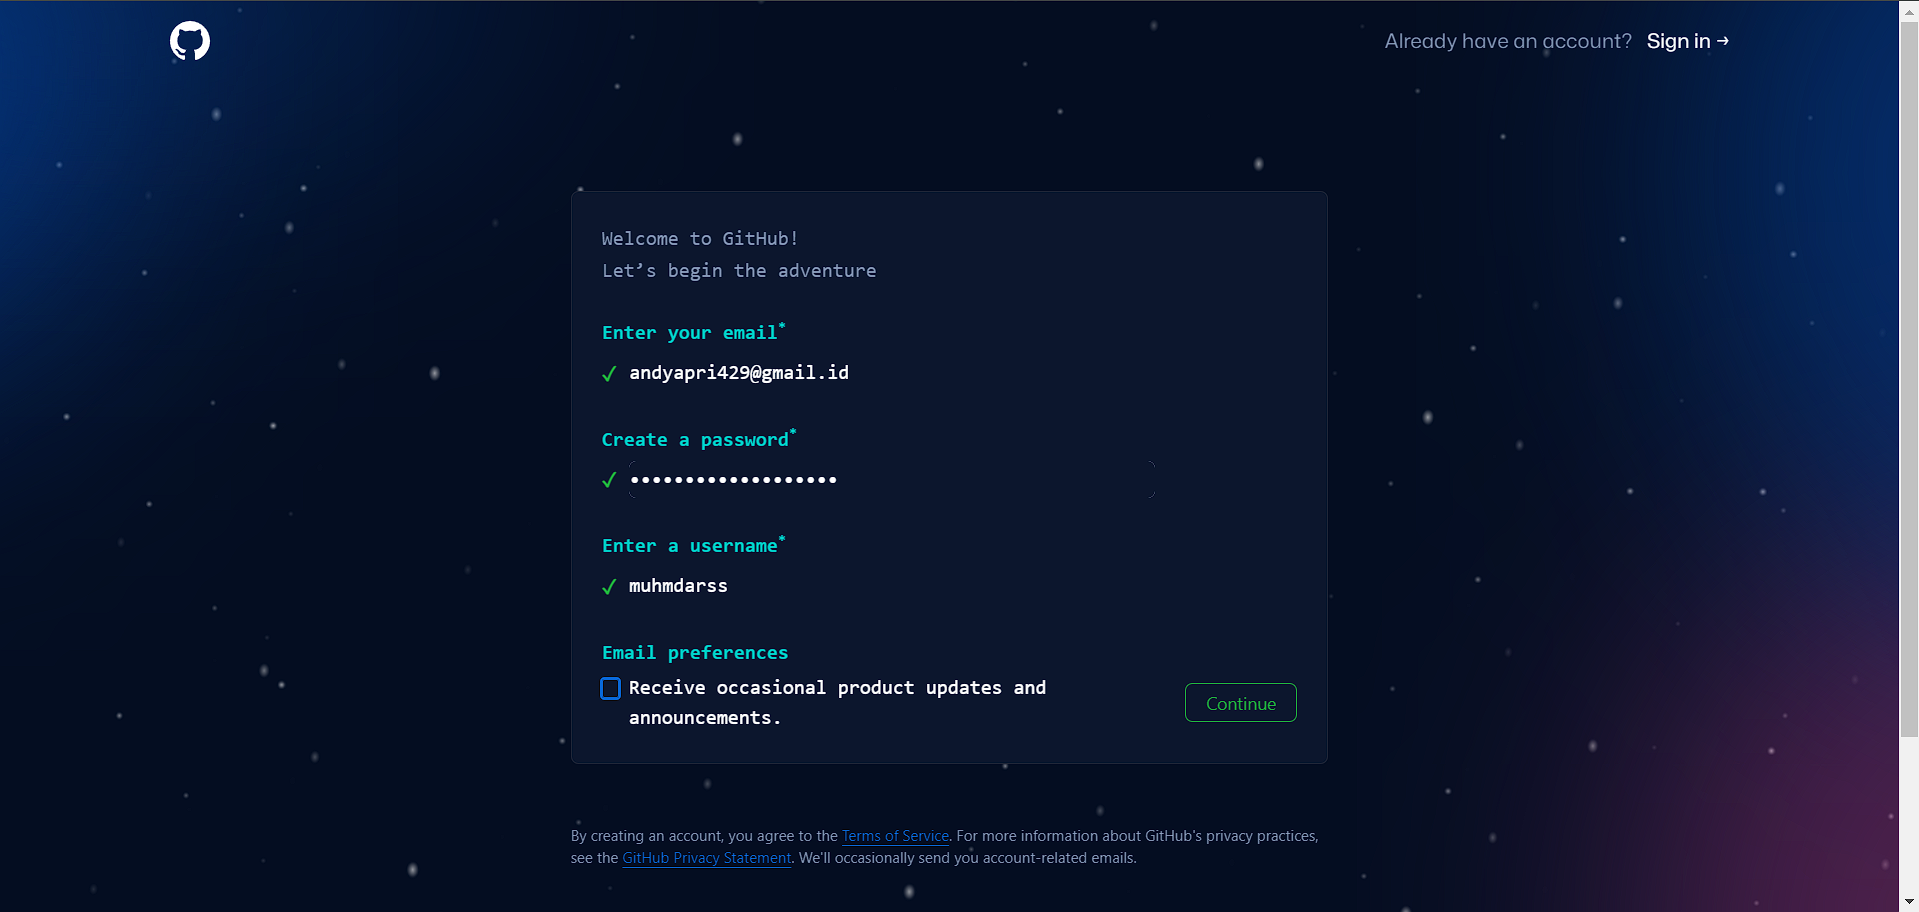 Already have an account? Sign in →
Welcome to GitHub!
Let’s begin the adventure
Enter your email*
✓ andyapri429@gmail.id
Create a password*
✓ •••••••••••••••••••
Enter a username*
✓ muhmdarss
Email preferences
Receive occasional product updates and
announcements.
Continue
By creating an account, you agree to the Terms of Service. For more information about GitHub's privacy practices,
see the GitHub Privacy Statement. We'll occasionally send you account-related emails.